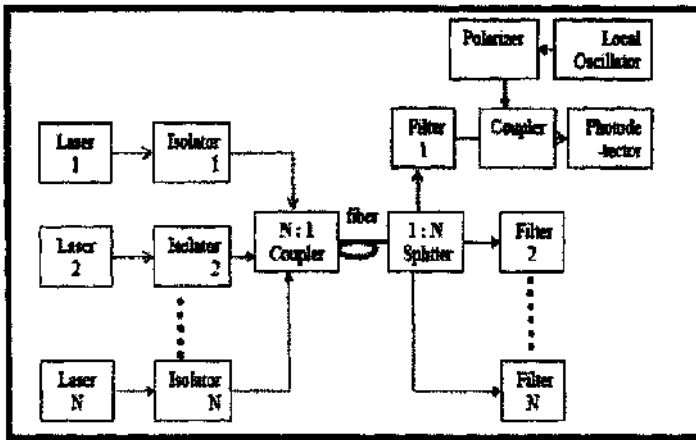 Polarizer
Local
Oscillator
Filter
1
Coupler
Photode
-tector
Laser
1
Isolator
1
Laser
2
Isolator
2
N : 1
Coupler
fiber
1 : N
Splitter
Filter
2
Laser
N
Isolator
N
Filter
N